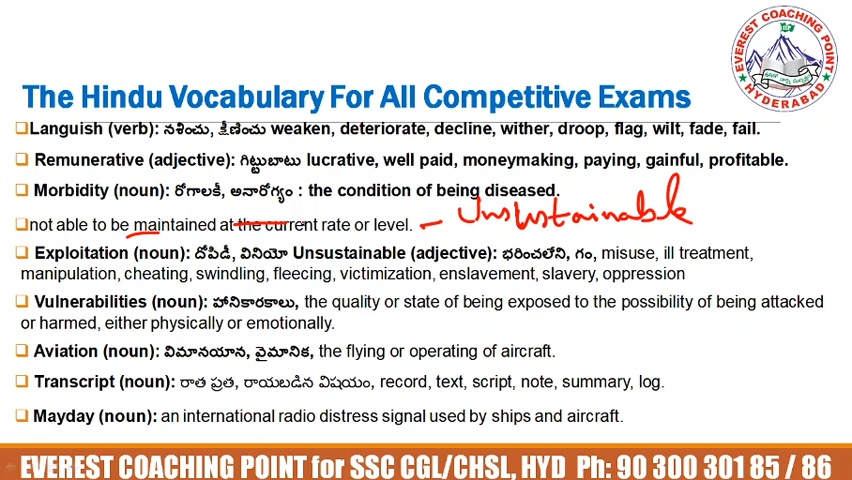 EVEREST COACHING POINT
HYDERABAD
The Hindu Vocabulary For All Competitive Exams
Languish (verb): నశించు, క్షీణించు weaken, deteriorate, decline, wither, droop, flag, wilt, fade, fail.
Remunerative (adjective): గిట్టుబాటు lucrative, well paid, moneymaking, paying, gainful, profitable.
Morbidity (noun): రోగాలకీ, అనారోగ్యం : the condition of being diseased.
not able to be maintained at the current rate or level. - Unsustainable
Exploitation (noun): దోపిడీ, వినియో Unsustainable (adjective): భరించలేని, గం, misuse, ill treatment,
manipulation, cheating, swindling, fleecing, victimization, enslavement, slavery, oppression
Vulnerabilities (noun): హానికారకాలు, the quality or state of being exposed to the possibility of being attacked
or harmed, either physically or emotionally.
Aviation (noun): విమానయాన, వైమానిక, the flying or operating of aircraft.
Transcript (noun): రాత ప్రతి, రాయబడిన విషయం, record, text, script, note, summary, log.
Mayday (noun): an international radio distress signal used by ships and aircraft.
EVEREST COACHING POINT for SSC CGL/CHSL, HYD Ph: 90 300 301 85 / 86